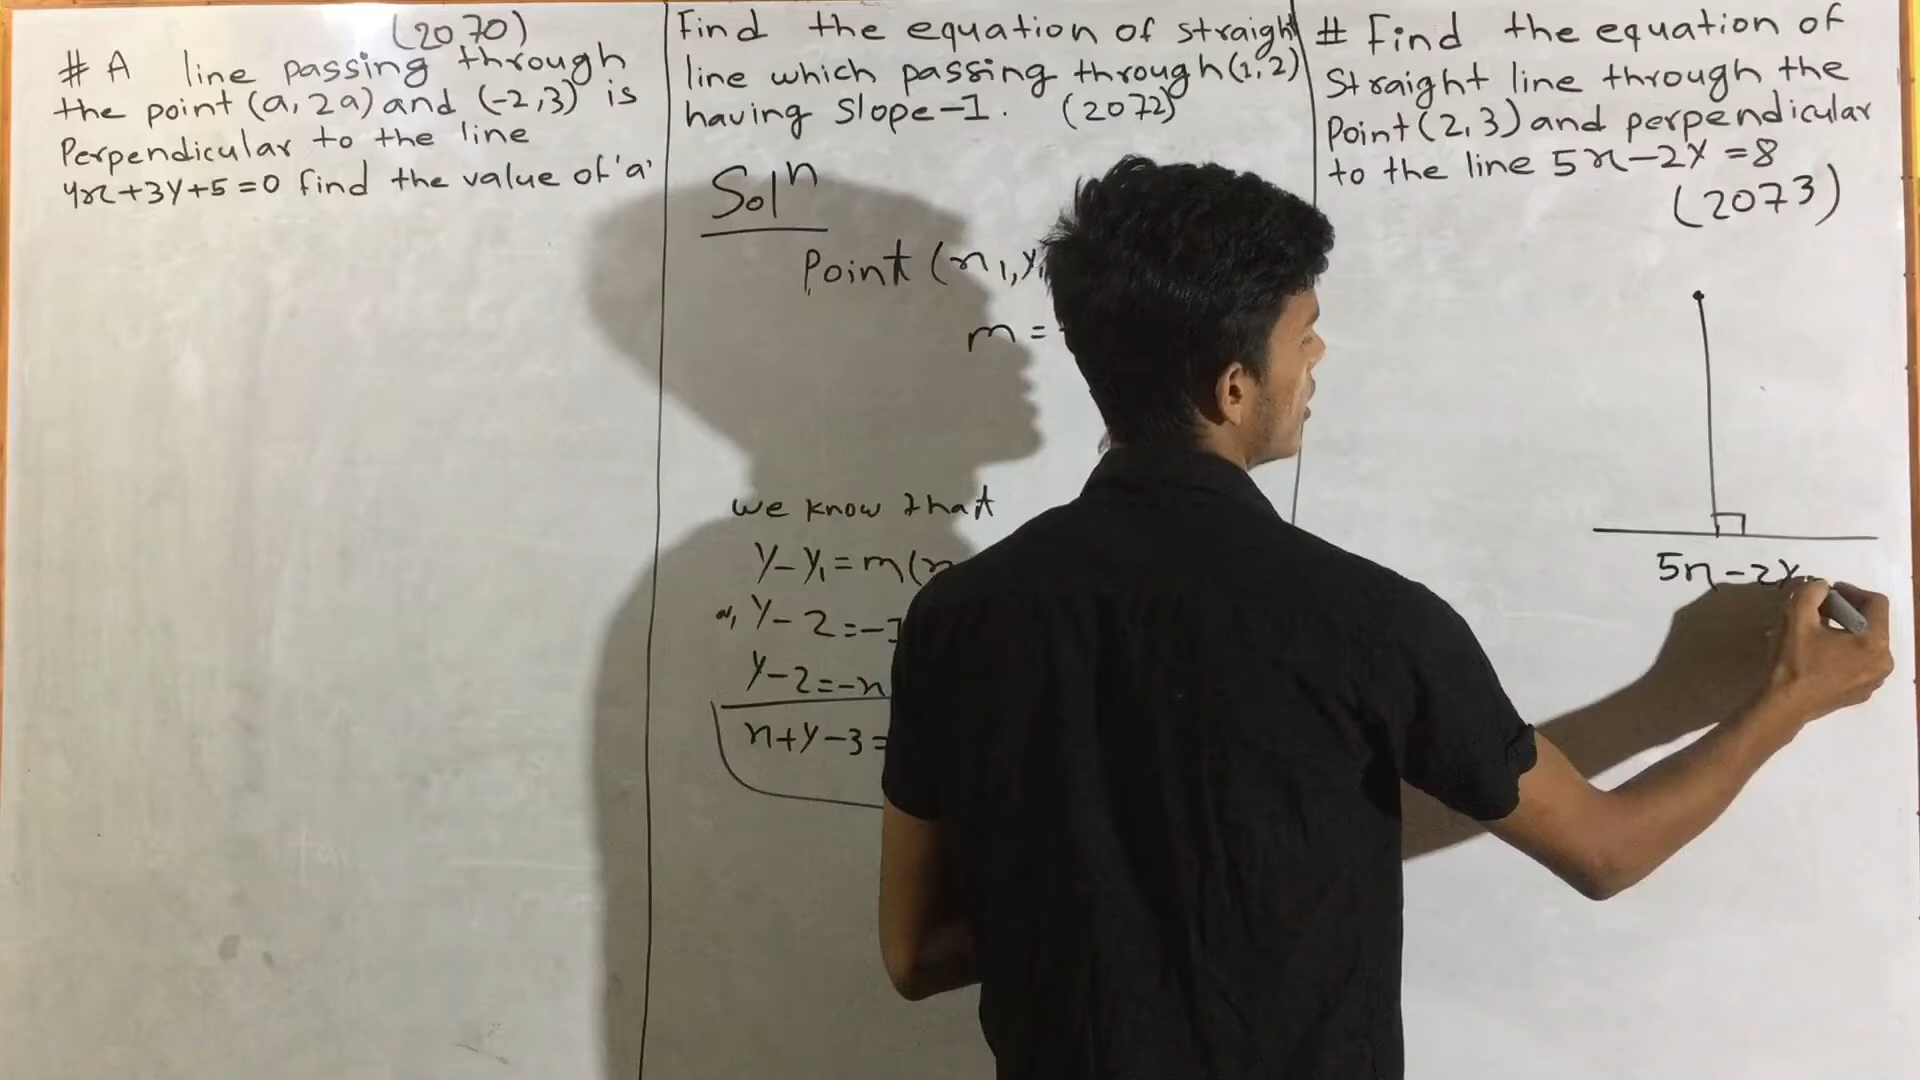 (2070)
# A line passing through
the point (a, 2a) and (-2,3) is
Perpendicular to the line
4x+3y+5=0 find the value of 'a'
Find the equation of straight
line which passing through (1,2)
having slope-1. (2072)
Solⁿ
Point (x₁,y₁
m =
we know that
y-y₁=m(x
or, y-2=-1
y-2=-x
x+y-3=
# Find the equation of
Straight line through the
Point (2,3) and perpendicular
to the line 5x-2y=8
(2073)
5x-2y